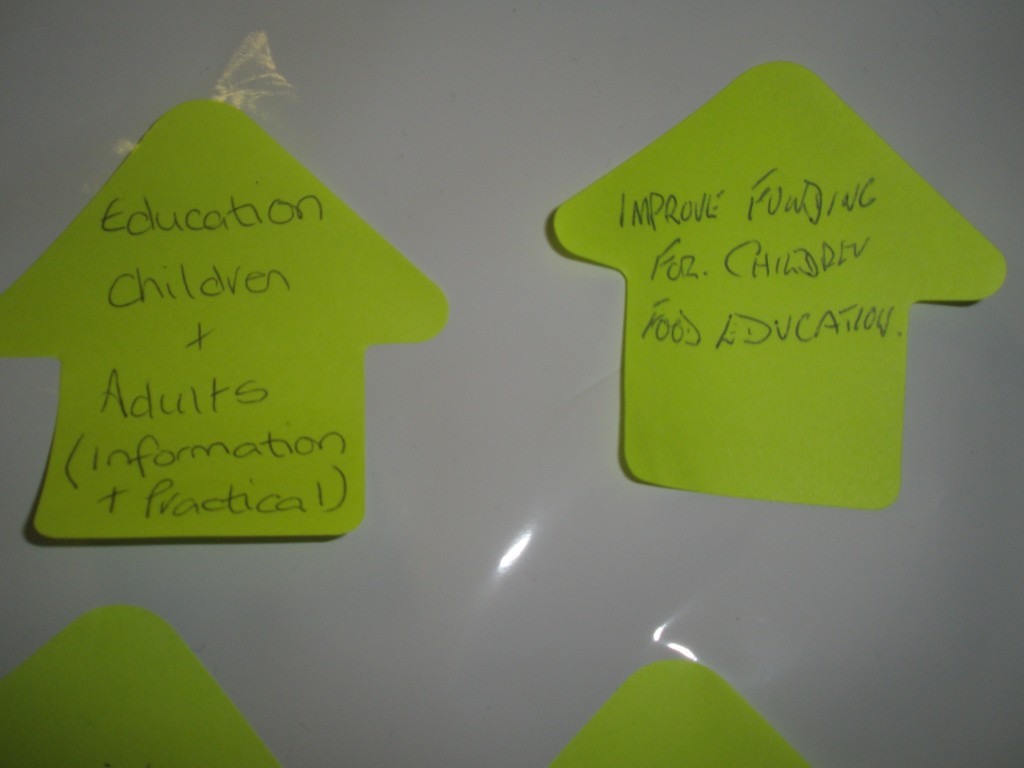 Education
Children
+
Adults
(Information
+ Practical)
IMPROVE FUNDING
FOR. CHILDREN
FOOD EDUCATION.